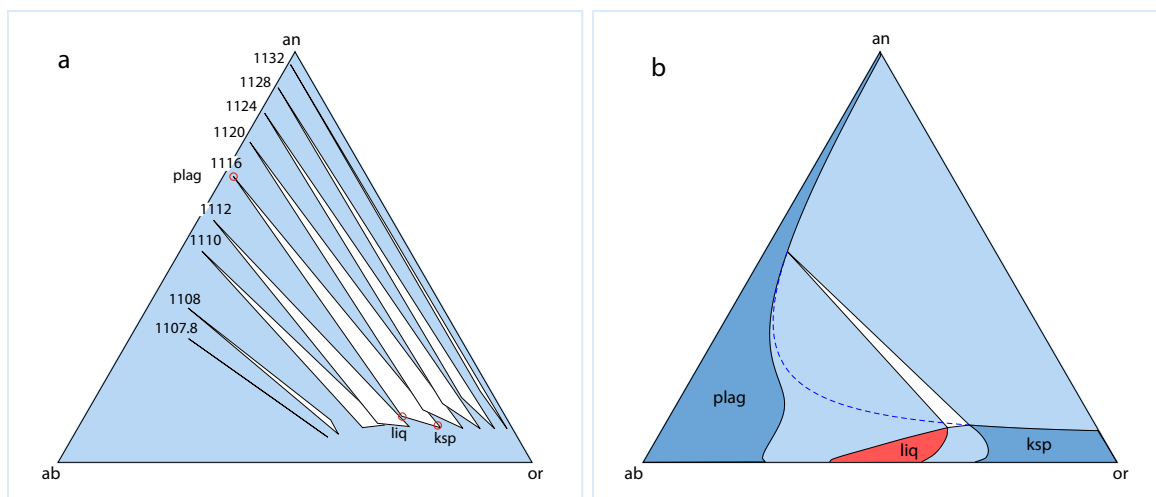 a
an
1132
1128
1124
1120
1116
plag
1112
1110
1108
1107.8
liq
ksp
ab
or
b
an
plag
liq
ksp
ab
or